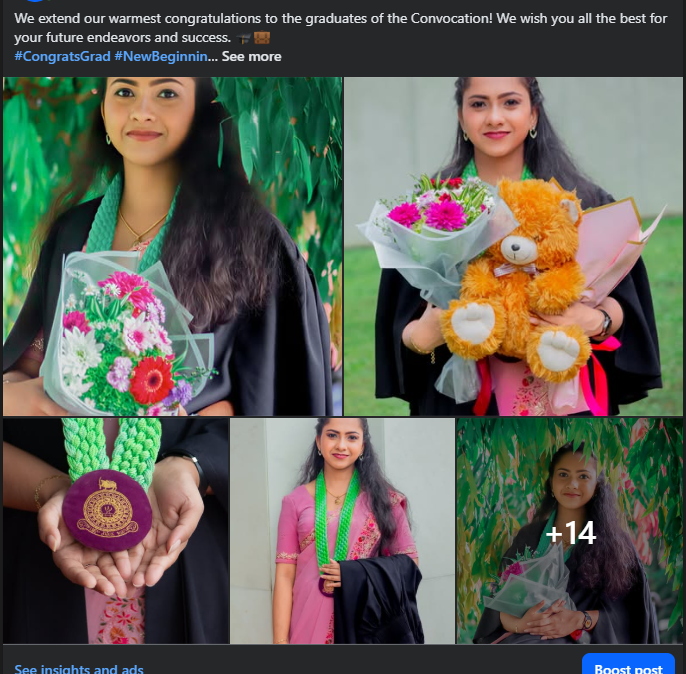 We extend our warmest congratulations to the graduates of the Convocation! We wish you all the best for
your future endeavors and success. 🔫💼
#CongratsGrad #NewBeginnin... See more
+14
See insights and ads
Boost post